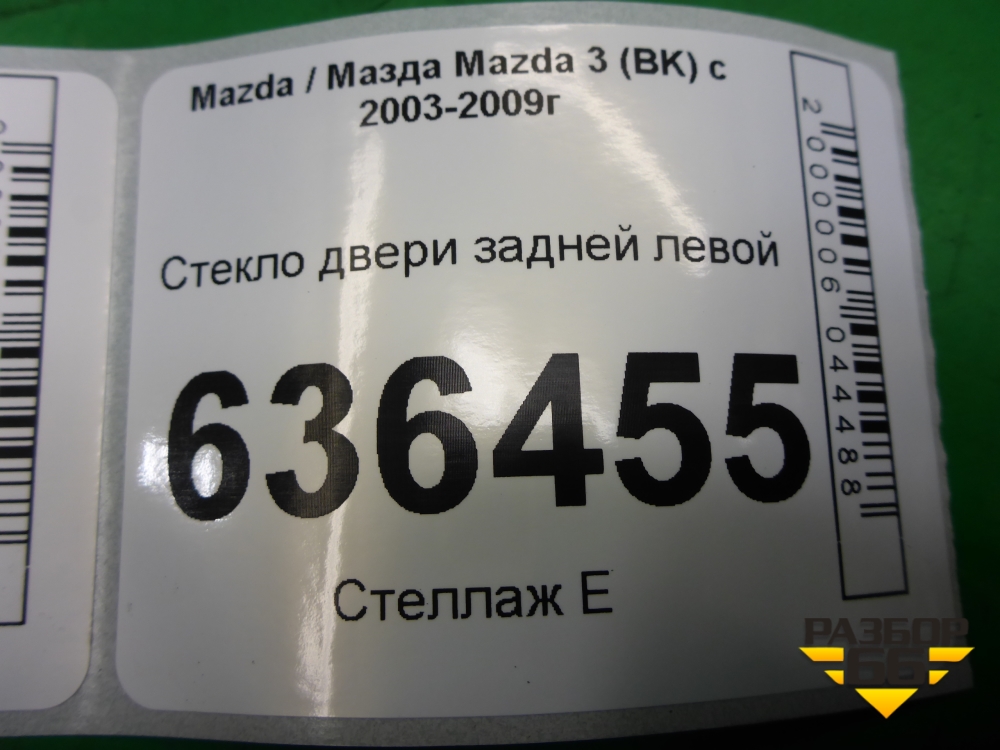 Mazda / Мазда Mazda 3 (BK) с
2003-2009г
Стекло двери задней левой
636455
Стеллаж Е
2000006044488
РАЗБОР
66